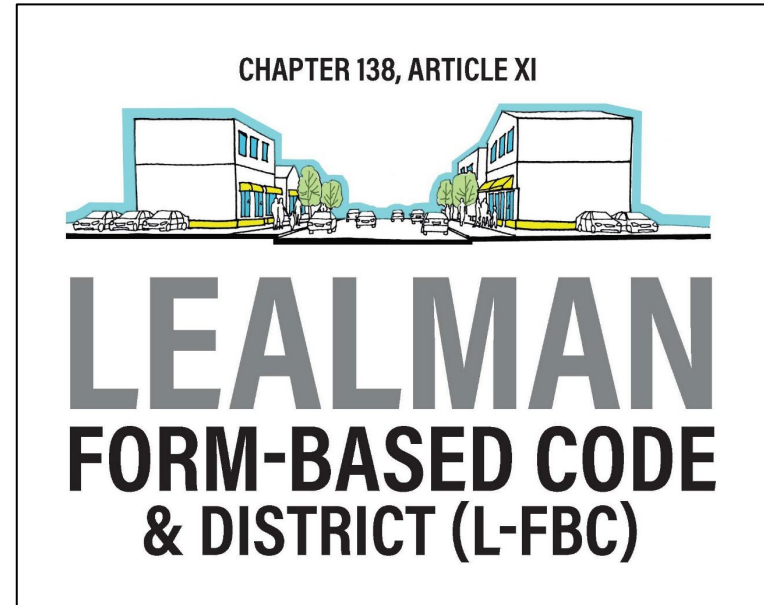 CHAPTER 138, ARTICLE XI
LEALMAN
FORM-BASED CODE
& DISTRICT (L-FBC)